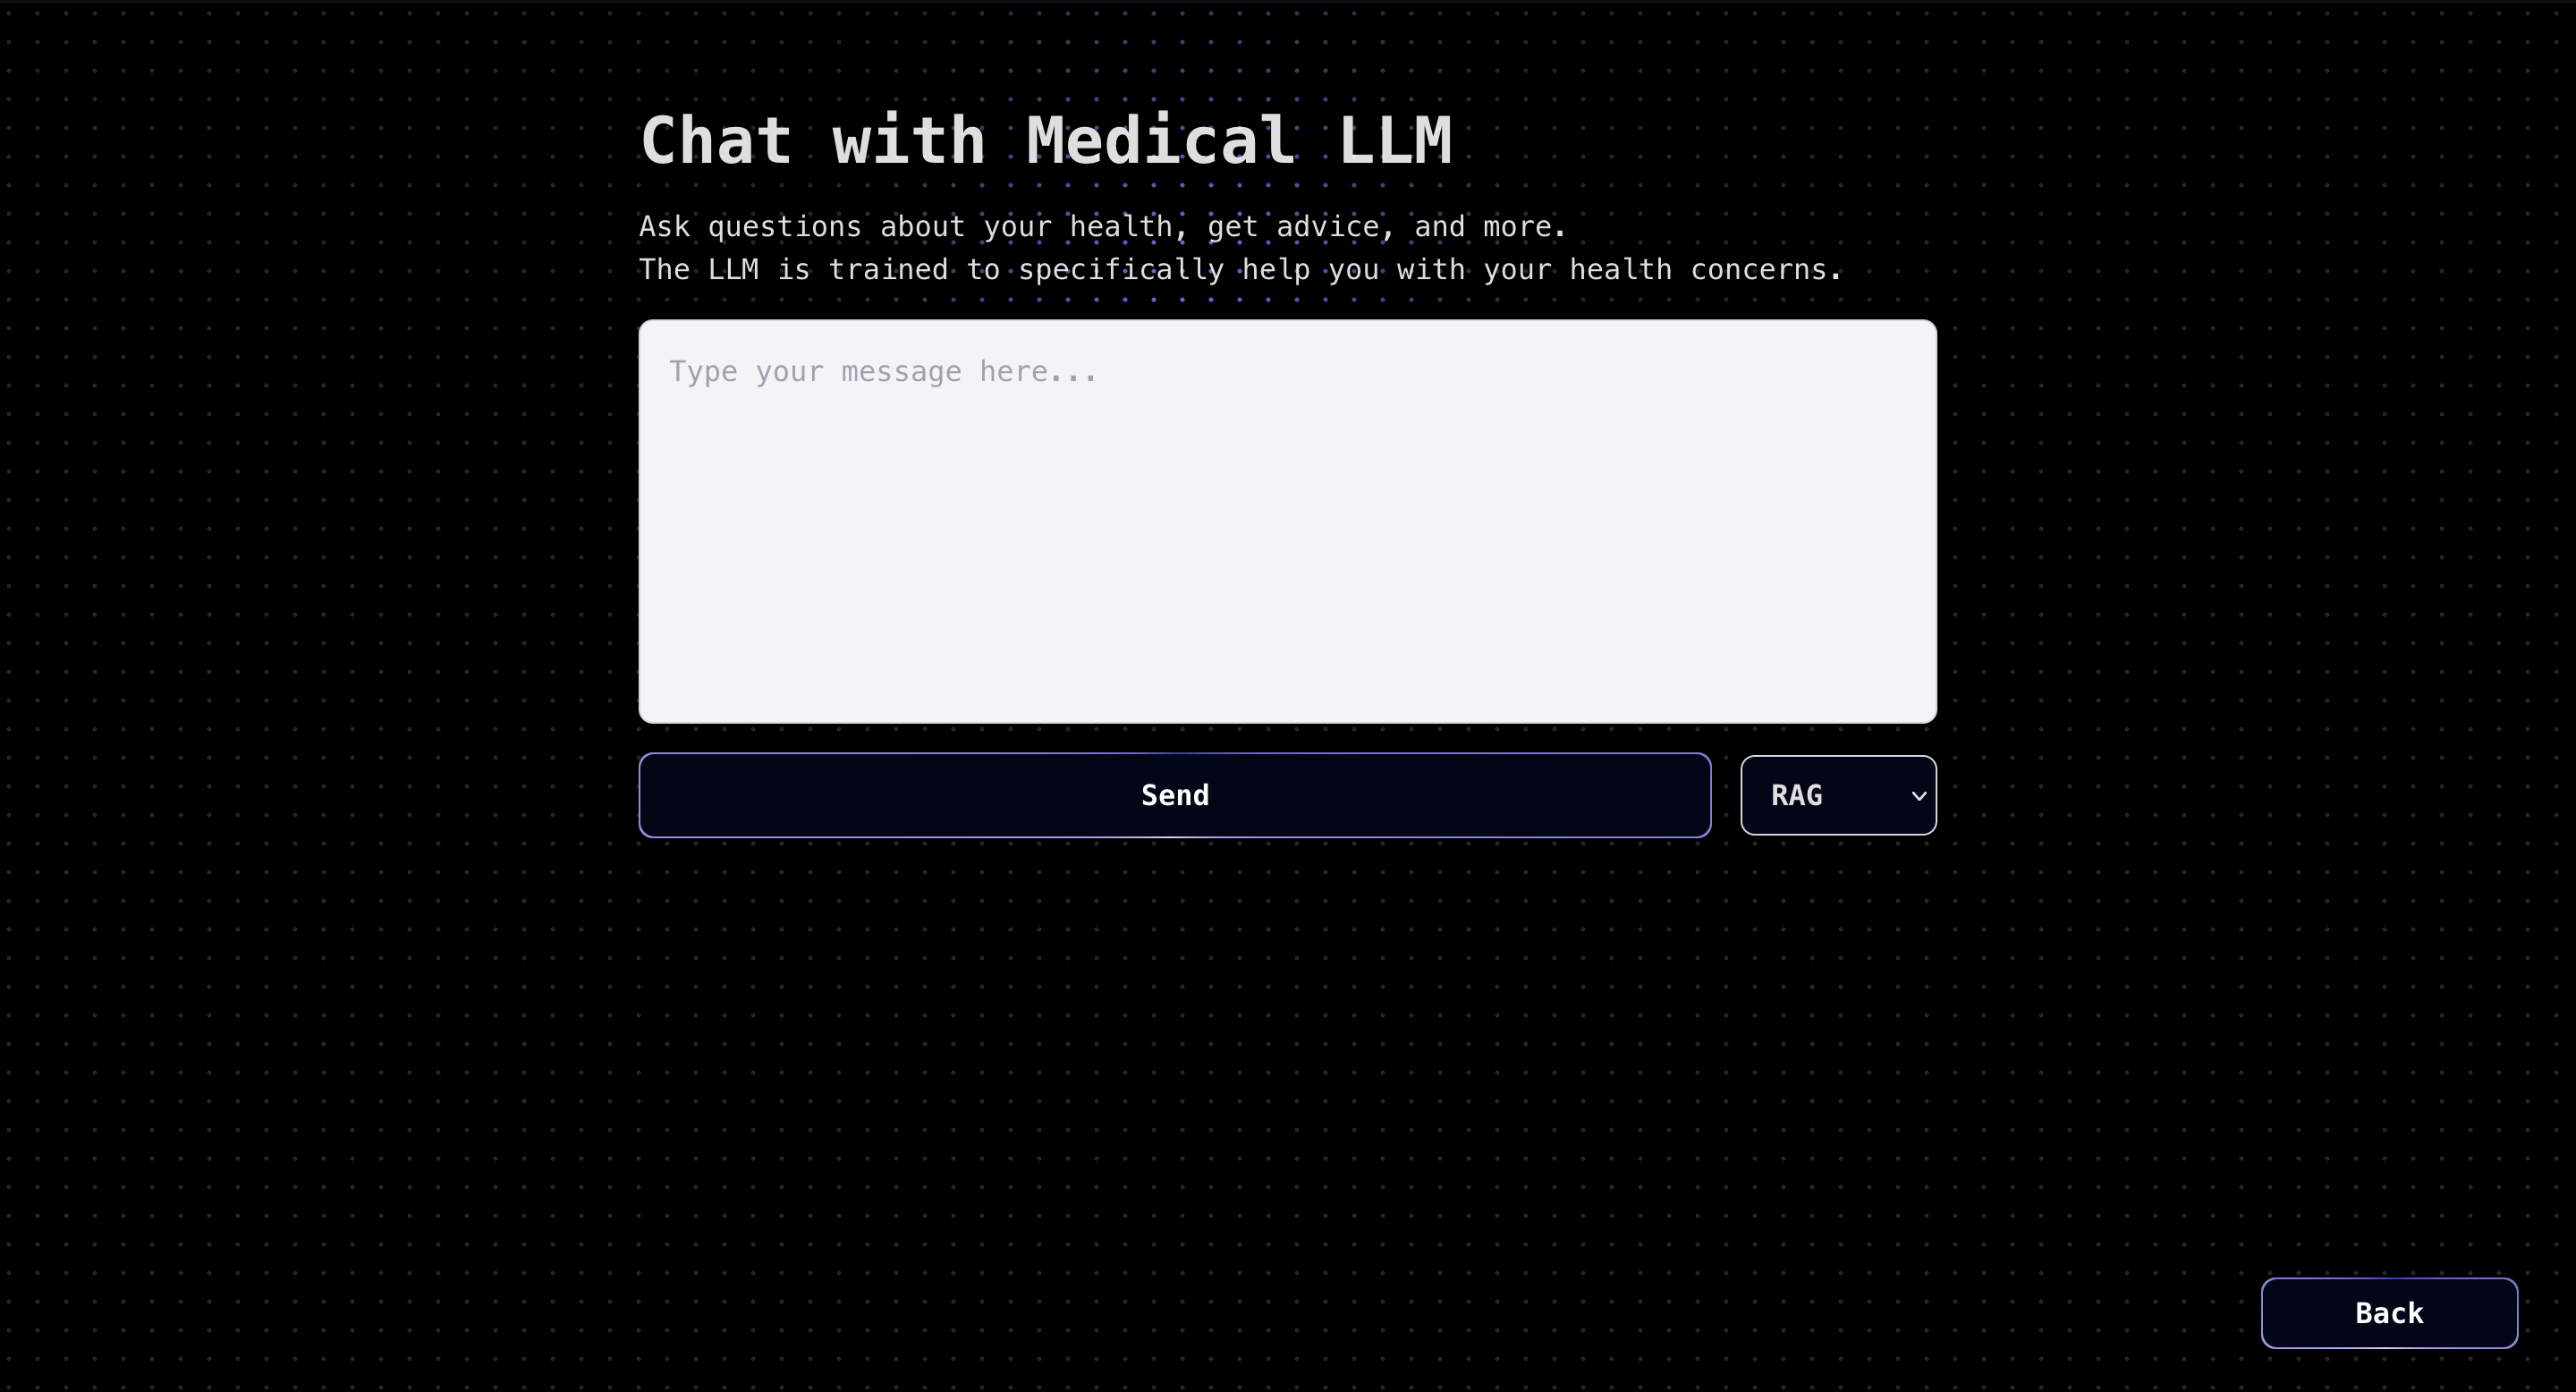 Chat with Medical LLM
Ask questions about your health, get advice, and more.
The LLM is trained to specifically help you with your health concerns.
Type your message here...
Send
RAG
Back